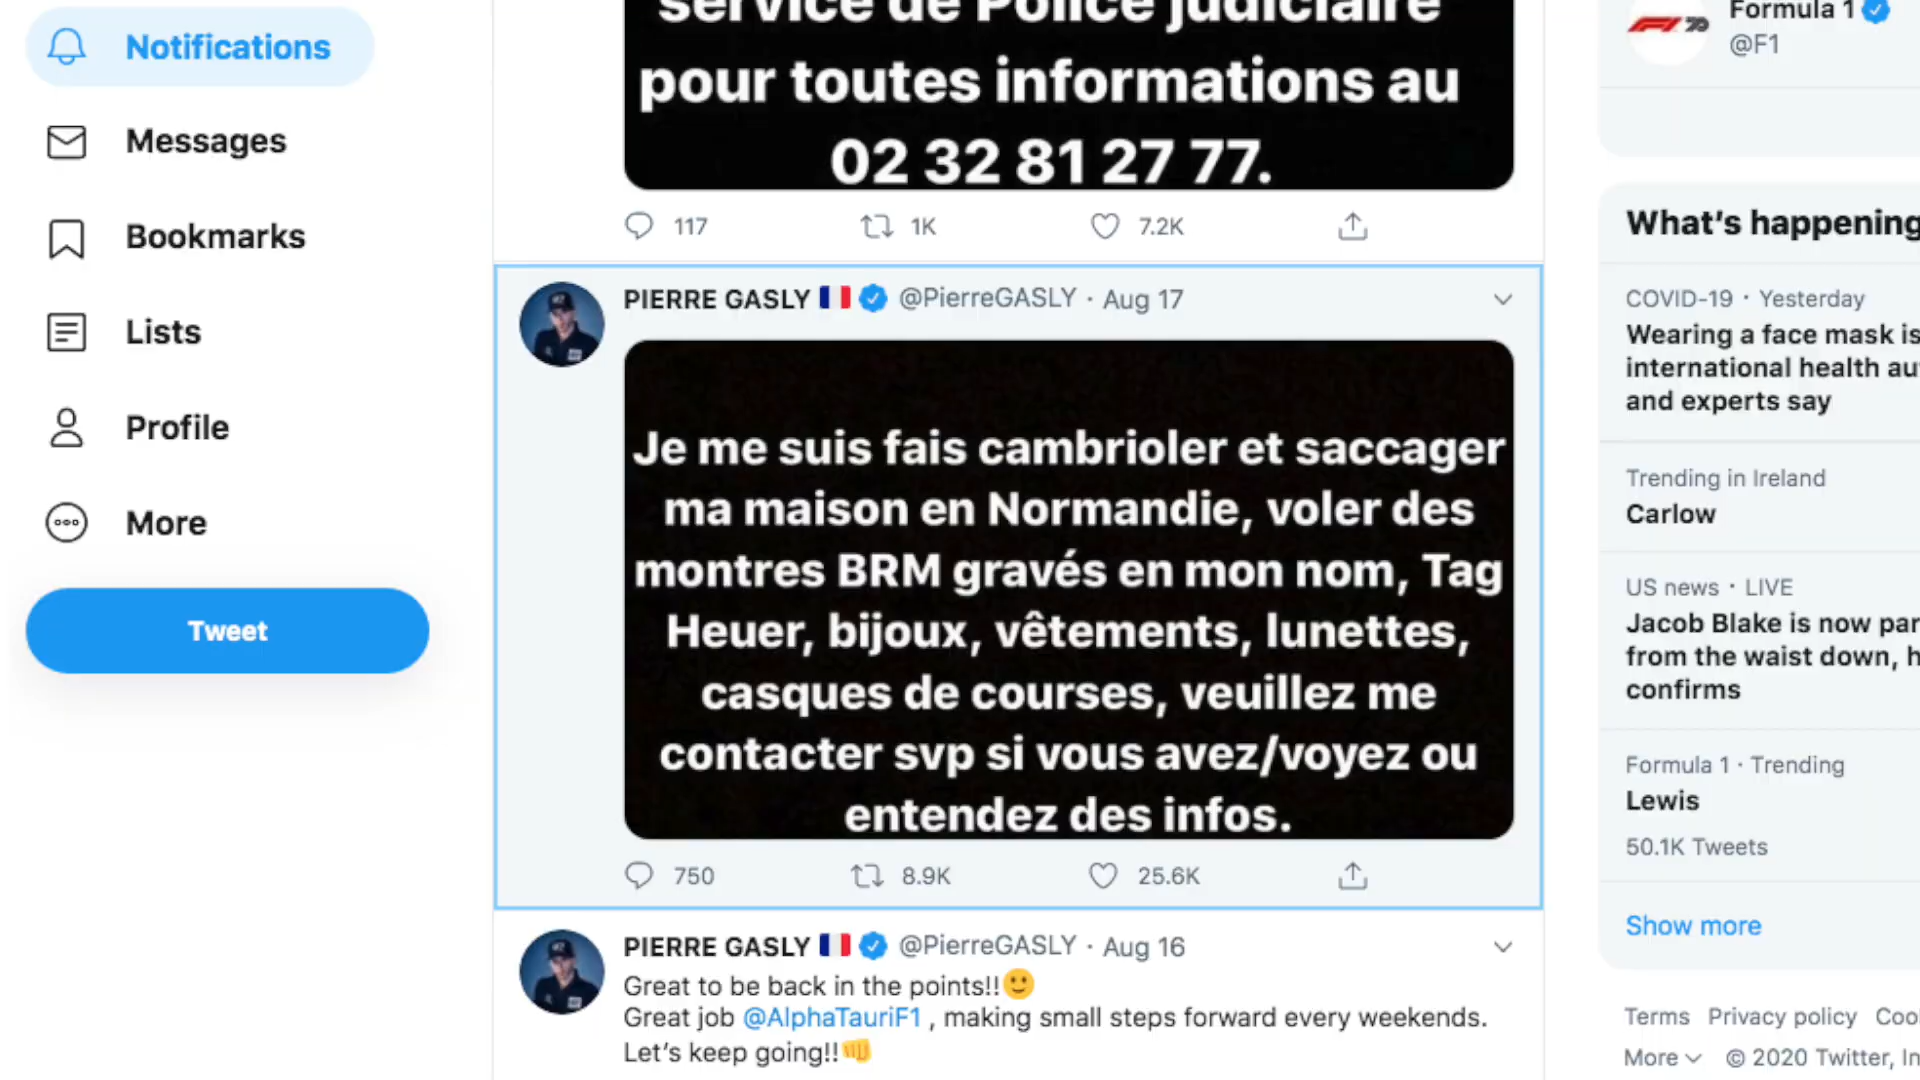 Notifications
Messages
Bookmarks
Lists
Profile
More
Tweet
service de Police judiciaire
pour toutes informations au
02 32 81 27 77.
117 1K 7.2K
PIERRE GASLY @PierreGASLY · Aug 17
Je me suis fais cambrioler et saccager
ma maison en Normandie, voler des
montres BRM gravés en mon nom, Tag
Heuer, bijoux, vêtements, lunettes,
casques de courses, veuillez me
contacter svp si vous avez/voyez ou
entendez des infos.
750 8.9K 25.6K
PIERRE GASLY @PierreGASLY · Aug 16
Great to be back in the points!!
Great job @AlphaTauriF1 , making small steps forward every weekends.
Let’s keep going!!
Formula 1
@F1
What’s happening
COVID-19 · Yesterday
Wearing a face mask is
international health au
and experts say
Trending in Ireland
Carlow
US news · LIVE
Jacob Blake is now par
from the waist down, h
confirms
Formula 1 · Trending
Lewis
50.1K Tweets
Show more
Terms Privacy policy Coo
More © 2020 Twitter, In